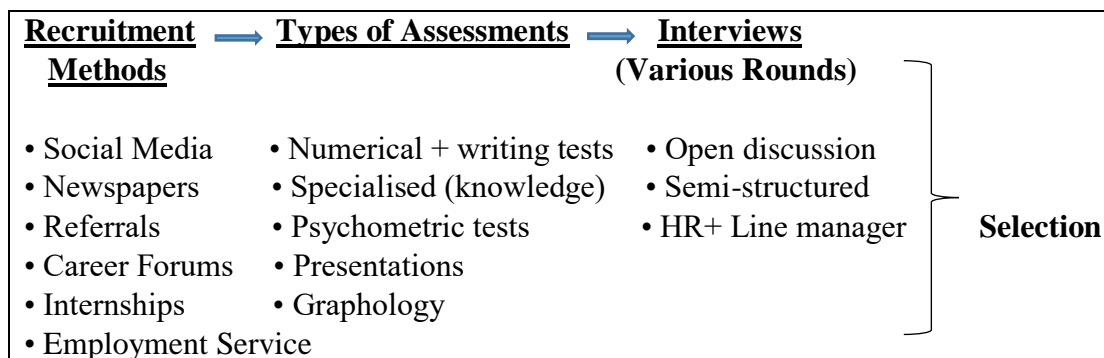 Recruitment Types of Assessments Interviews
Methods (Various Rounds)
• Social Media • Numerical + writing tests • Open discussion
• Newspapers • Specialised (knowledge) • Semi-structured
• Referrals • Psychometric tests • HR+ Line manager Selection
• Career Forums • Presentations
• Internships • Graphology
• Employment Service